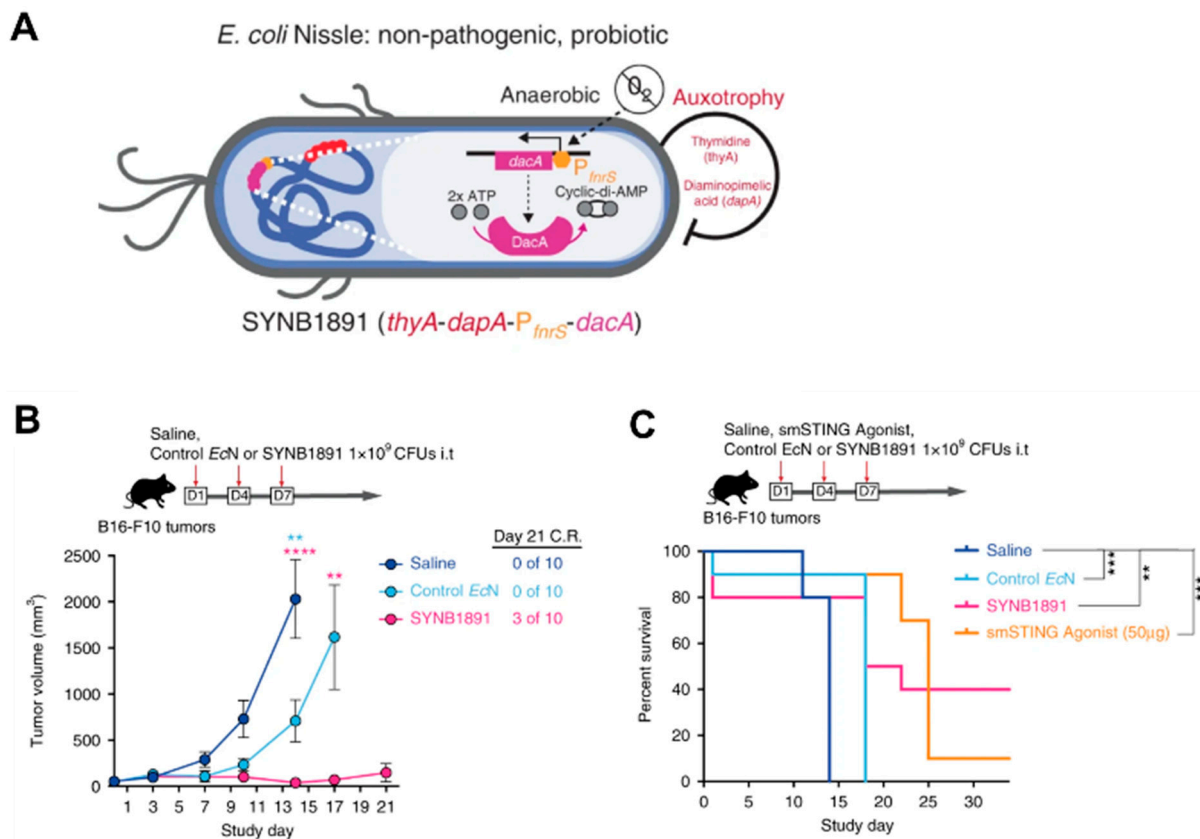 A
E. coli Nissle: non-pathogenic, probiotic
Anaerobic
O2
Auxotrophy
Thymidine
(thyA)
Diaminopimelic
acid (dapA)
dacA
PfnrS
2x ATP
Cyclic-di-AMP
DacA
SYNB1891 (thyA-dapA-PfnrS-dacA)
B
Saline,
Control EcN or SYNB1891 1×10⁹ CFUs i.t
D1 D4 D7
B16-F10 tumors
Day 21 C.R.
Saline 0 of 10
Control EcN 0 of 10
SYNB1891 3 of 10
**
****
**
2500
2000
1500
1000
500
0
Tumor volume (mm³)
1 3 5 7 9 11 13 15 17 19 21
Study day
C
Saline, smSTING Agonist,
Control EcN or SYNB1891 1×10⁹ CFUs i.t
D1 D4 D7
B16-F10 tumors
Saline
Control EcN
SYNB1891
smSTING Agonist (50µg)
***
**
***
100
80
60
40
20
0
Percent survival
0 5 10 15 20 25 30
Study day